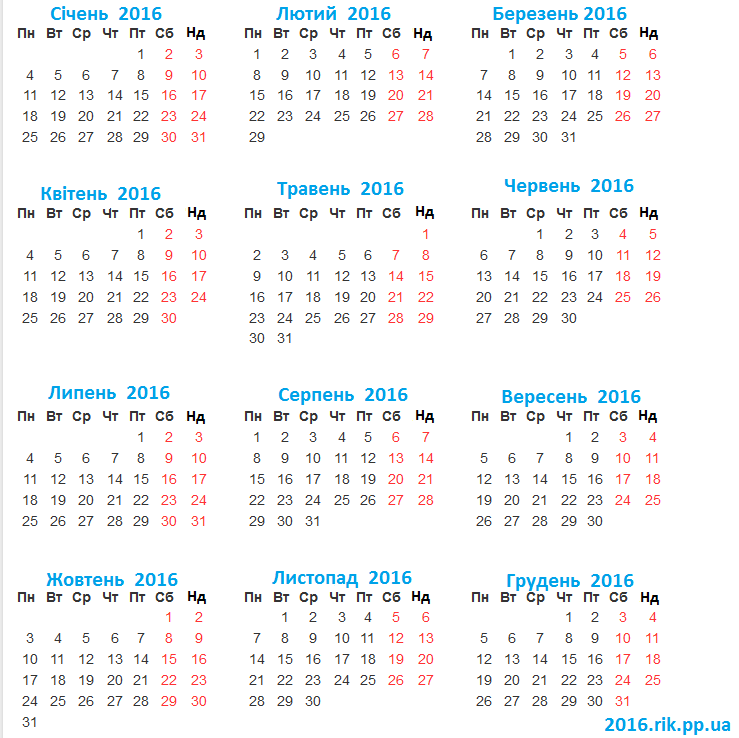 Січень 2016
Пн Вт Ср Чт Пт Сб Нд
1 2 3
4 5 6 7 8 9 10
11 12 13 14 15 16 17
18 19 20 21 22 23 24
25 26 27 28 29 30 31
Лютий 2016
Пн Вт Ср Чт Пт Сб Нд
1 2 3 4 5 6 7
8 9 10 11 12 13 14
15 16 17 18 19 20 21
22 23 24 25 26 27 28
29
Березень 2016
Пн Вт Ср Чт Пт Сб Нд
1 2 3 4 5 6
7 8 9 10 11 12 13
14 15 16 17 18 19 20
21 22 23 24 25 26 27
28 29 30 31
Квітень 2016
Пн Вт Ср Чт Пт Сб Нд
1 2 3
4 5 6 7 8 9 10
11 12 13 14 15 16 17
18 19 20 21 22 23 24
25 26 27 28 29 30
Травень 2016
Пн Вт Ср Чт Пт Сб Нд
1
2 3 4 5 6 7 8
9 10 11 12 13 14 15
16 17 18 19 20 21 22
23 24 25 26 27 28 29
30 31
Червень 2016
Пн Вт Ср Чт Пт Сб Нд
1 2 3 4 5
6 7 8 9 10 11 12
13 14 15 16 17 18 19
20 21 22 23 24 25 26
27 28 29 30
Липень 2016
Пн Вт Ср Чт Пт Сб Нд
1 2 3
4 5 6 7 8 9 10
11 12 13 14 15 16 17
18 19 20 21 22 23 24
25 26 27 28 29 30 31
Серпень 2016
Пн Вт Ср Чт Пт Сб Нд
1 2 3 4 5 6 7
8 9 10 11 12 13 14
15 16 17 18 19 20 21
22 23 24 25 26 27 28
29 30 31
Вересень 2016
Пн Вт Ср Чт Пт Сб Нд
1 2 3 4
5 6 7 8 9 10 11
12 13 14 15 16 17 18
19 20 21 22 23 24 25
26 27 28 29 30
Жовтень 2016
Пн Вт Ср Чт Пт Сб Нд
1 2
3 4 5 6 7 8 9
10 11 12 13 14 15 16
17 18 19 20 21 22 23
24 25 26 27 28 29 30
31
Листопад 2016
Пн Вт Ср Чт Пт Сб Нд
1 2 3 4 5 6
7 8 9 10 11 12 13
14 15 16 17 18 19 20
21 22 23 24 25 26 27
28 29 30
Грудень 2016
Пн Вт Ср Чт Пт Сб Нд
1 2 3 4
5 6 7 8 9 10 11
12 13 14 15 16 17 18
19 20 21 22 23 24 25
26 27 28 29 30 31
2016.rik.pp.ua